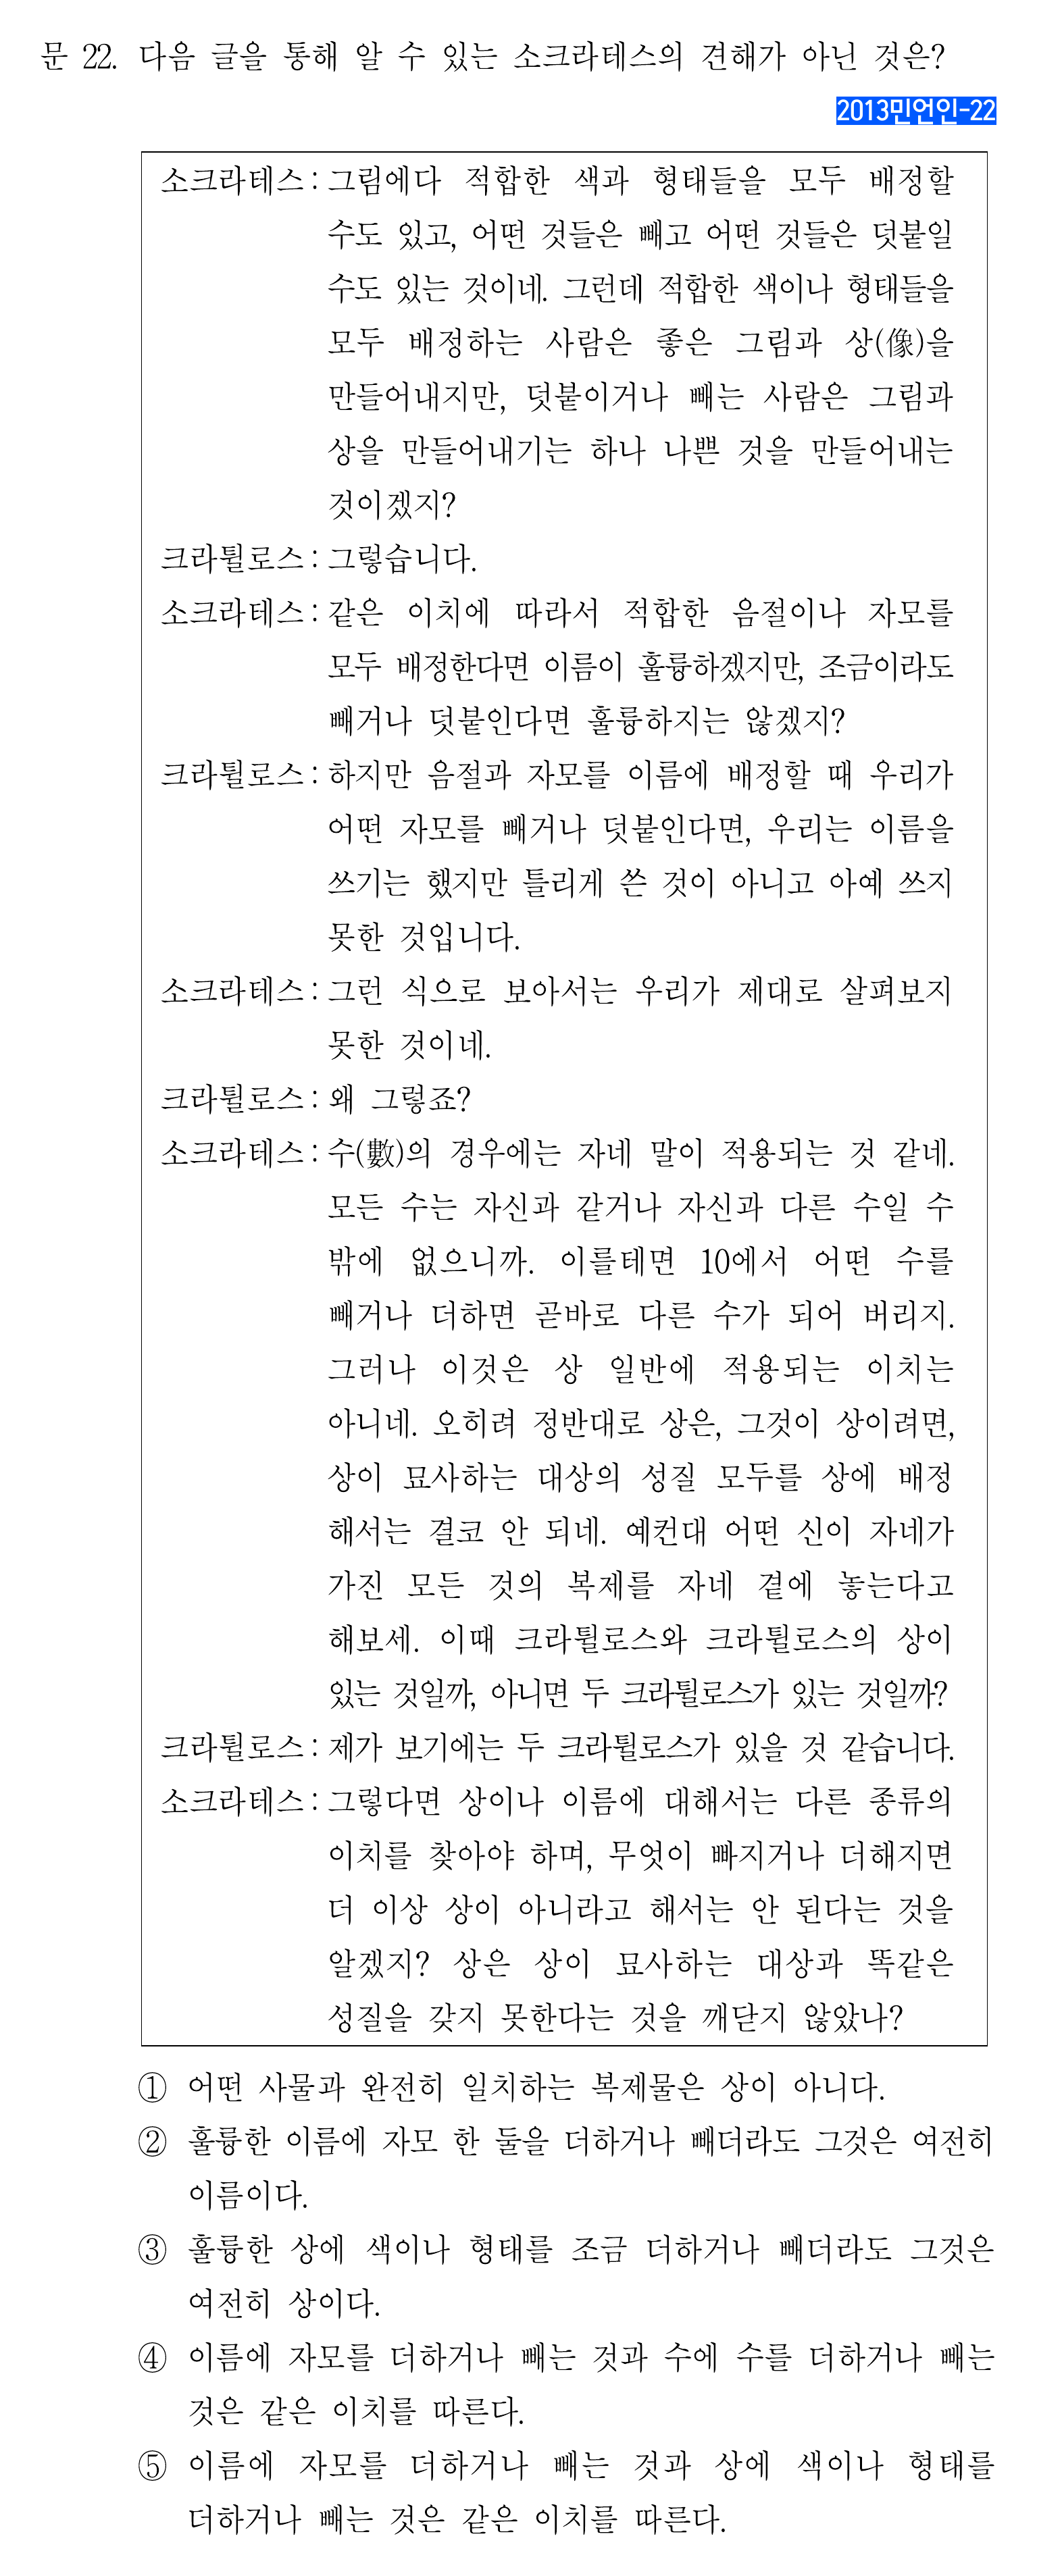 문 22. 다음 글을 통해 알 수 있는 소크라테스의 견해가 아닌 것은?
2013민언인-22
소크라테스 : 그림에다 적합한 색과 형태들을 모두 배정할
수도 있고, 어떤 것들은 빼고 어떤 것들은 덧붙일
수도 있는 것이네. 그런데 적합한 색이나 형태들을
모두 배정하는 사람은 좋은 그림과 상(像)을
만들어내지만, 덧붙이거나 빼는 사람은 그림과
상을 만들어내기는 하나 나쁜 것을 만들어내는
것이겠지?
크라튈로스 : 그렇습니다.
소크라테스 : 같은 이치에 따라서 적합한 음절이나 자모를
모두 배정한다면 이름이 훌륭하겠지만, 조금이라도
빼거나 덧붙인다면 훌륭하지는 않겠지?
크라튈로스 : 하지만 음절과 자모를 이름에 배정할 때 우리가
어떤 자모를 빼거나 덧붙인다면, 우리는 이름을
쓰기는 했지만 틀리게 쓴 것이 아니고 아예 쓰지
못한 것입니다.
소크라테스 : 그런 식으로 보아서는 우리가 제대로 살펴보지
못한 것이네.
크라튈로스 : 왜 그렇죠?
소크라테스 : 수(數)의 경우에는 자네 말이 적용되는 것 같네.
모든 수는 자신과 같거나 자신과 다른 수일 수
밖에 없으니까. 이를테면 10에서 어떤 수를
빼거나 더하면 곧바로 다른 수가 되어 버리지.
그러나 이것은 상 일반에 적용되는 이치는
아니네. 오히려 정반대로 상은, 그것이 상이려면,
상이 묘사하는 대상의 성질 모두를 상에 배정
해서는 결코 안 되네. 예컨대 어떤 신이 자네가
가진 모든 것의 복제를 자네 곁에 놓는다고
해보세. 이때 크라튈로스와 크라튈로스의 상이
있는 것일까, 아니면 두 크라튈로스가 있는 것일까?
크라튈로스 : 제가 보기에는 두 크라튈로스가 있을 것 같습니다.
소크라테스 : 그렇다면 상이나 이름에 대해서는 다른 종류의
이치를 찾아야 하며, 무엇이 빠지거나 더해지면
더 이상 상이 아니라고 해서는 안 된다는 것을
알겠지? 상은 상이 묘사하는 대상과 똑같은
성질을 갖지 못한다는 것을 깨닫지 않았나?
① 어떤 사물과 완전히 일치하는 복제물은 상이 아니다.
② 훌륭한 이름에 자모 한 둘을 더하거나 빼더라도 그것은 여전히
이름이다.
③ 훌륭한 상에 색이나 형태를 조금 더하거나 빼더라도 그것은
여전히 상이다.
④ 이름에 자모를 더하거나 빼는 것과 수에 수를 더하거나 빼는
것은 같은 이치를 따른다.
⑤ 이름에 자모를 더하거나 빼는 것과 상에 색이나 형태를
더하거나 빼는 것은 같은 이치를 따른다.